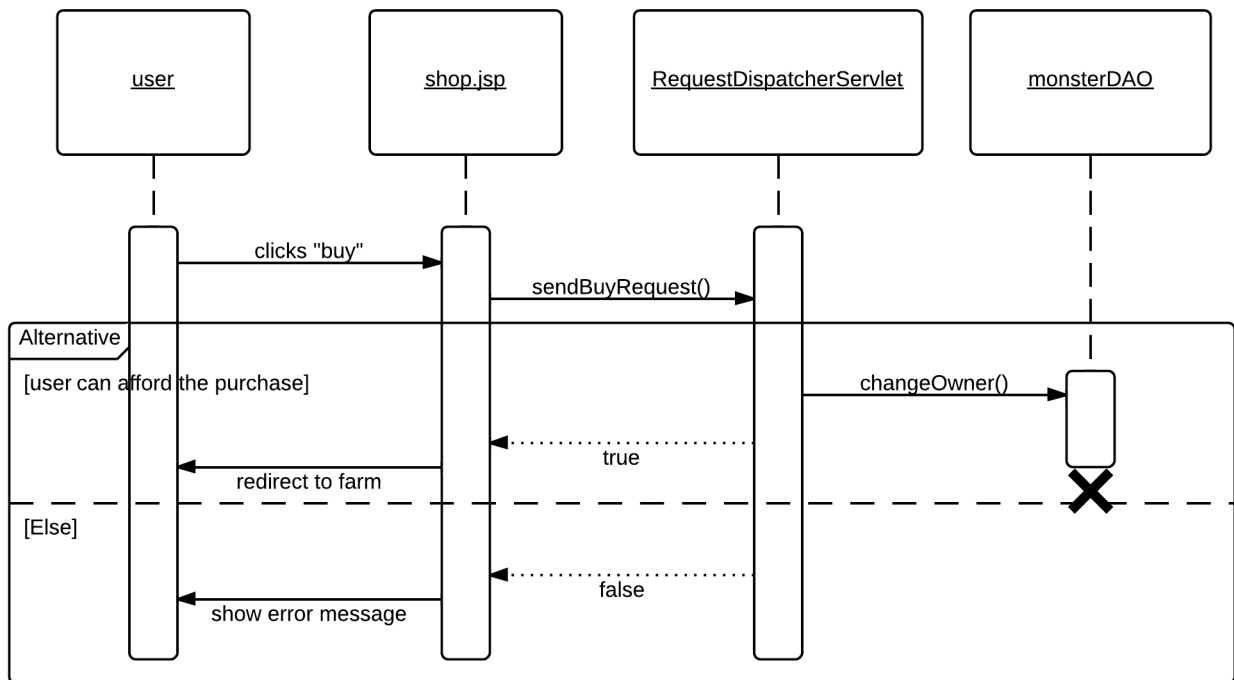 user
shop.jsp
RequestDispatcherServlet
monsterDAO
clicks "buy"
sendBuyRequest()
Alternative
[user can afford the purchase]
changeOwner()
true
redirect to farm
[Else]
false
show error message